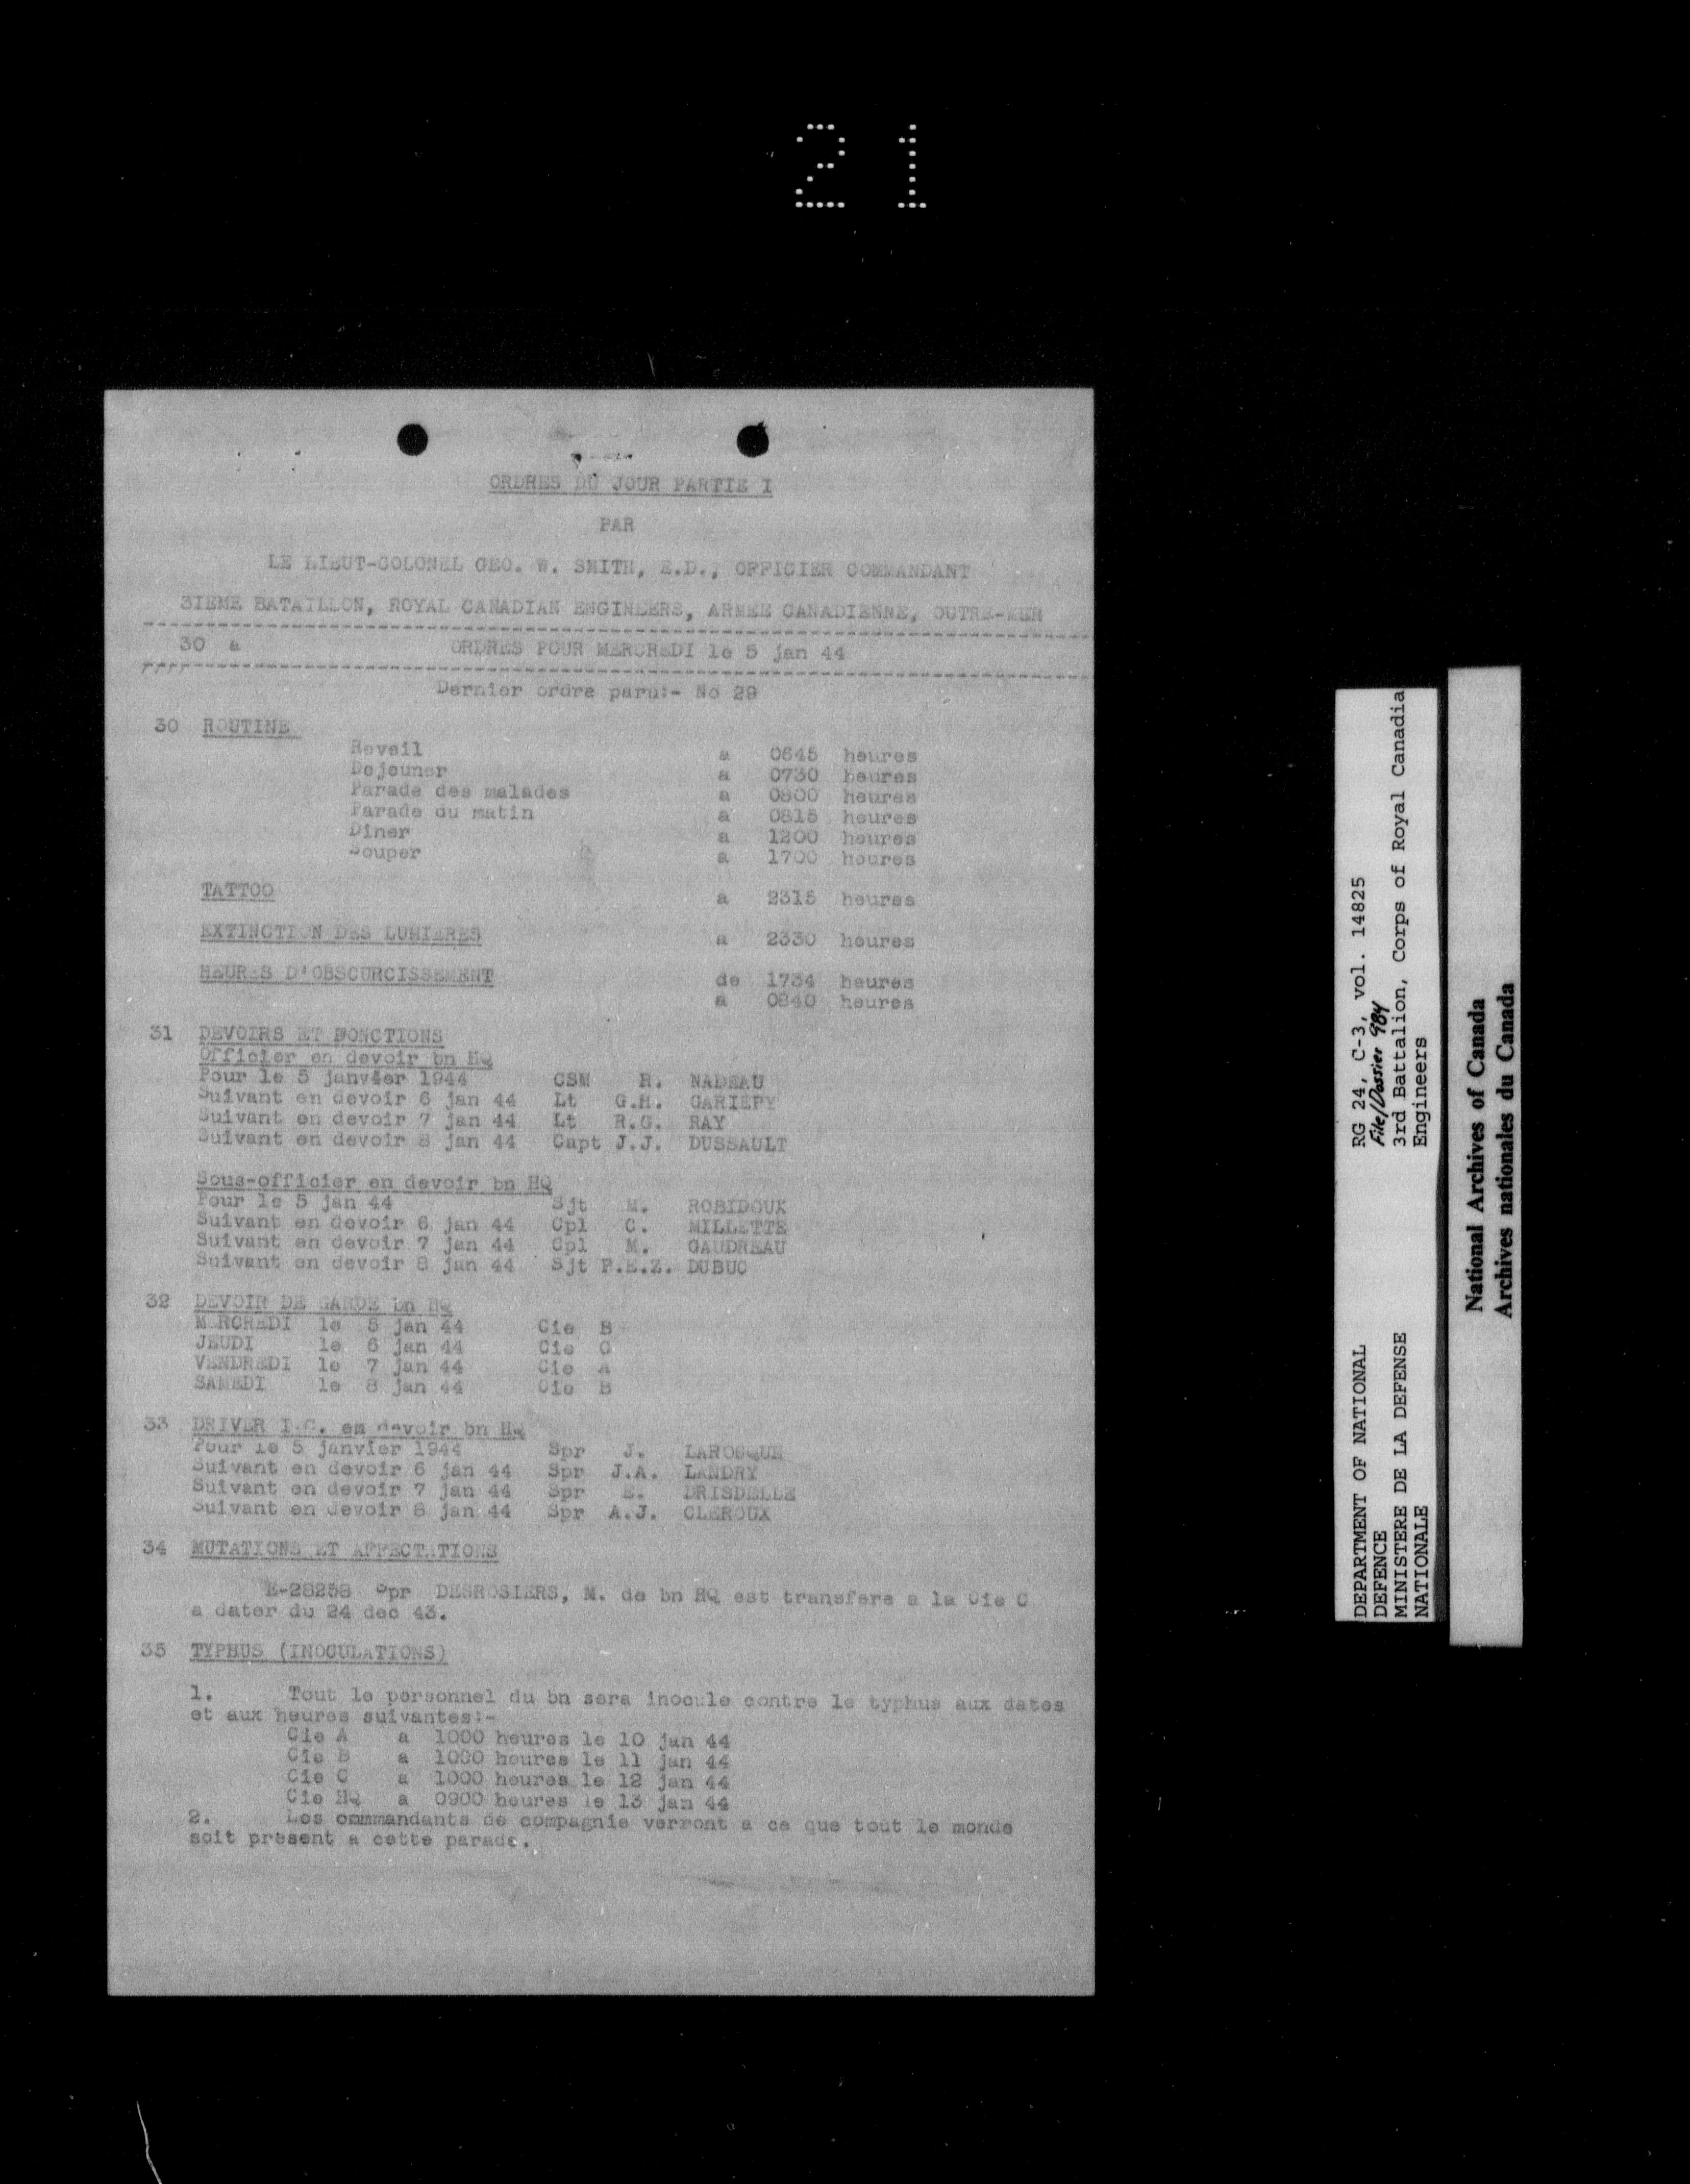 21
ORDRES DU JOUR PARTIE I
PAR
LE LIEUT-COLONEL GEO. W. SMITH, E.D., OFFICIER COMMANDANT
3IEME BATAILLON, ROYAL CANADIAN ENGINEERS, ARMEE CANADIENNE, OUTRE-MER
30 a ORDRES POUR MERCREDI le 5 jan 44
Dernier ordre paru:- No 29
30 ROUTINE
Reveil a 0645 heures
Dejeuner a 0730 heures
Parade des malades a 0800 heures
Parade du matin a 0815 heures
Diner a 1200 heures
Souper a 1700 heures
TATTOO a 2315 heures
EXTINCTION DES LUMIERES a 2330 heures
HEURES D'OBSCURCISSEMENT de 1734 heures
a 0840 heures
31 DEVOIRS ET FONCTIONS
Officier en devoir bn HQ
Pour le 5 janvier 1944 CSM R. NADEAU
Suivant en devoir 6 jan 44 Lt G.H. GARIEPY
Suivant en devoir 7 jan 44 Lt R.G. RAY
Suivant en devoir 8 jan 44 Capt J.J. DUSSAULT
Sous-officier en devoir bn HQ
Pour le 5 jan 44 Sjt M. ROBIDOUX
Suivant en devoir 6 jan 44 Cpl C. MILLETTE
Suivant en devoir 7 jan 44 Cpl M. GAUDREAU
Suivant en devoir 8 jan 44 Sjt P.E.Z. DUBUC
32 DEVOIR DE GARDE bn HQ
MERCREDI le 5 jan 44 Cie B
JEUDI le 6 jan 44 Cie C
VENDREDI le 7 jan 44 Cie A
SAMEDI le 8 jan 44 Cie B
33 DRIVER I.C. em devoir bn HQ
Pour le 5 janvier 1944 Spr J. LAROCQUE
Suivant en devoir 6 jan 44 Spr J.A. LANDRY
Suivant en devoir 7 jan 44 Spr E. DRISDELLE
Suivant en devoir 8 jan 44 Spr A.J. CLEROUX
34 MUTATIONS ET AFFECTATIONS
E-28258 Spr DESROSIERS, M. de bn HQ est transfere a la Cie C
a dater du 24 dec 43.
35 TYPHUS (INOCULATIONS)
1. Tout le personnel du bn sera inocule contre le typhus aux dates
et aux heures suivantes:-
Cie A a 1000 heures le 10 jan 44
Cie B a 1000 heures le 11 jan 44
Cie C a 1000 heures le 12 jan 44
Cie HQ a 0900 heures le 13 jan 44
2. Les commandants de compagnie verront a ce que tout le monde
soit present a cette parade.
DEPARTMENT OF NATIONAL
DEFENCE
MINISTERE DE LA DEFENSE
NATIONALE
RG 24, C-3, vol. 14825
File/Dossier 984
3rd Battalion, Corps of Royal Canadia
Engineers
National Archives of Canada
Archives nationales du Canada